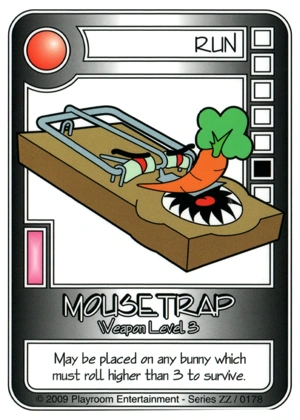 RUN
MOUSETRAP
Weapon Level 3
May be placed on any bunny which
must roll higher than 3 to survive.
© 2009 Playroom Entertainment - Series ZZ / 0178